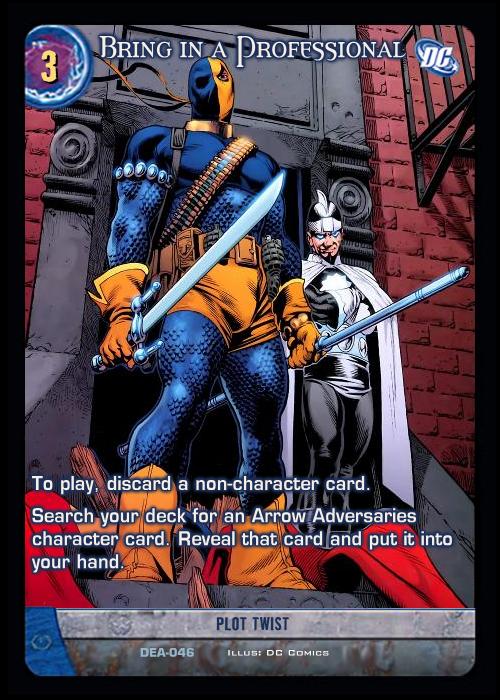 3
Bring in a Professional
DC
To play, discard a non-character card.
Search your deck for an Arrow Adversaries
character card. Reveal that card and put it into
your hand.
PLOT TWIST
DEA-046 Illus: DC Comics